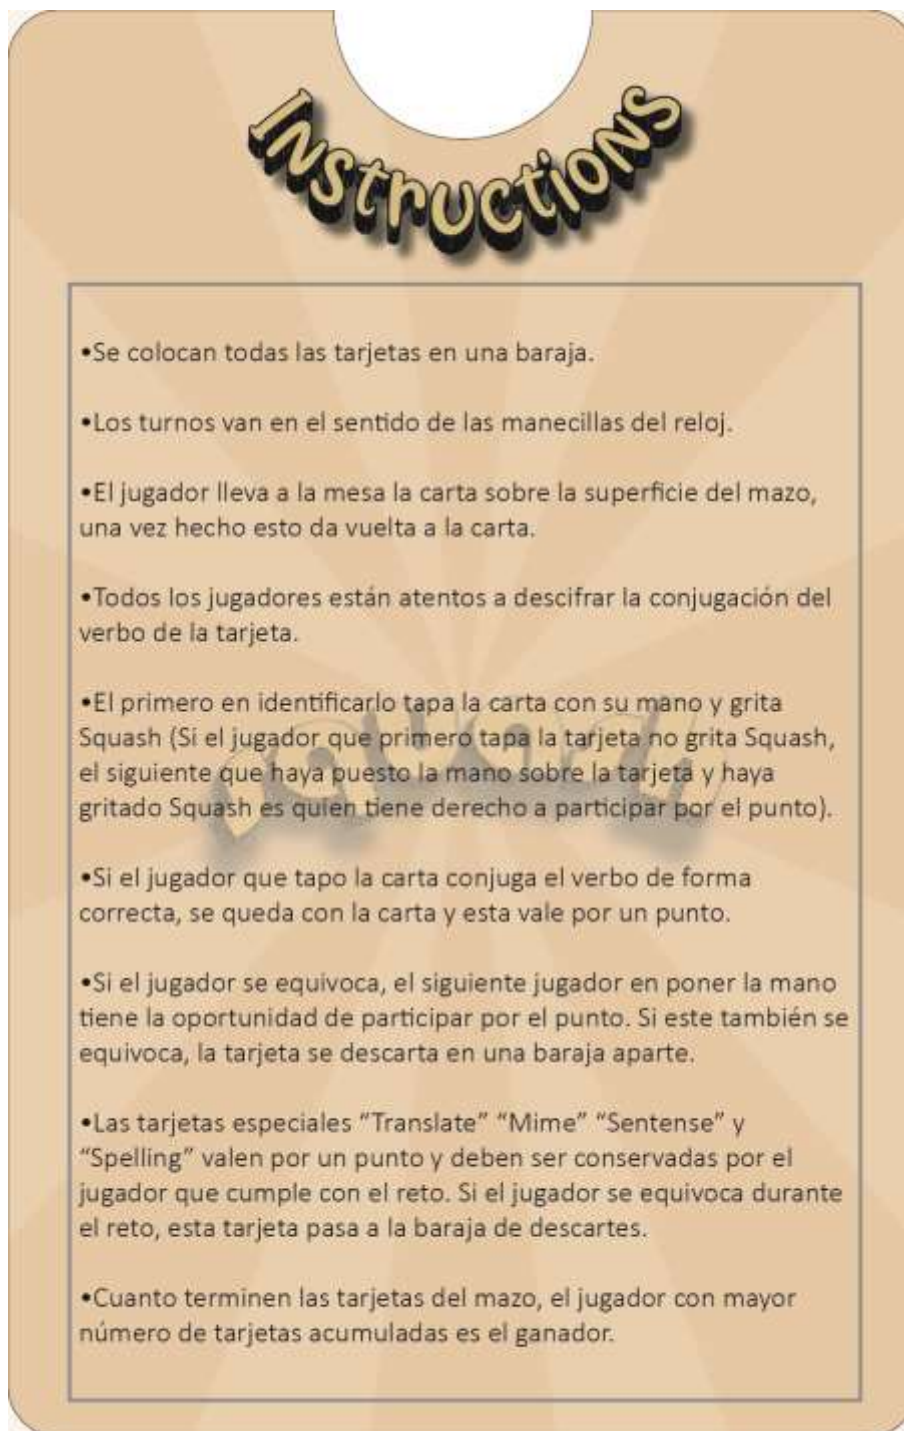 Instructions
•Se colocan todas las tarjetas en una baraja.
•Los turnos van en el sentido de las manecillas del reloj.
•El jugador lleva a la mesa la carta sobre la superficie del mazo,
una vez hecho esto da vuelta a la carta.
•Todos los jugadores están atentos a descifrar la conjugación del
verbo de la tarjeta.
•El primero en identificarlo tapa la carta con su mano y grita
Squash (Si el jugador que primero tapa la tarjeta no grita Squash,
el siguiente que haya puesto la mano sobre la tarjeta y haya
gritado Squash es quien tiene derecho a participar por el punto).
•Si el jugador que tapo la carta conjuga el verbo de forma
correcta, se queda con la carta y esta vale por un punto.
•Si el jugador se equivoca, el siguiente jugador en poner la mano
tiene la oportunidad de participar por el punto. Si este también se
equivoca, la tarjeta se descarta en una baraja aparte.
•Las tarjetas especiales “Translate” “Mime” “Sentense” y
“Spelling” valen por un punto y deben ser conservadas por el
jugador que cumple con el reto. Si el jugador se equivoca durante
el reto, esta tarjeta pasa a la baraja de descartes.
•Cuanto terminen las tarjetas del mazo, el jugador con mayor
número de tarjetas acumuladas es el ganador.